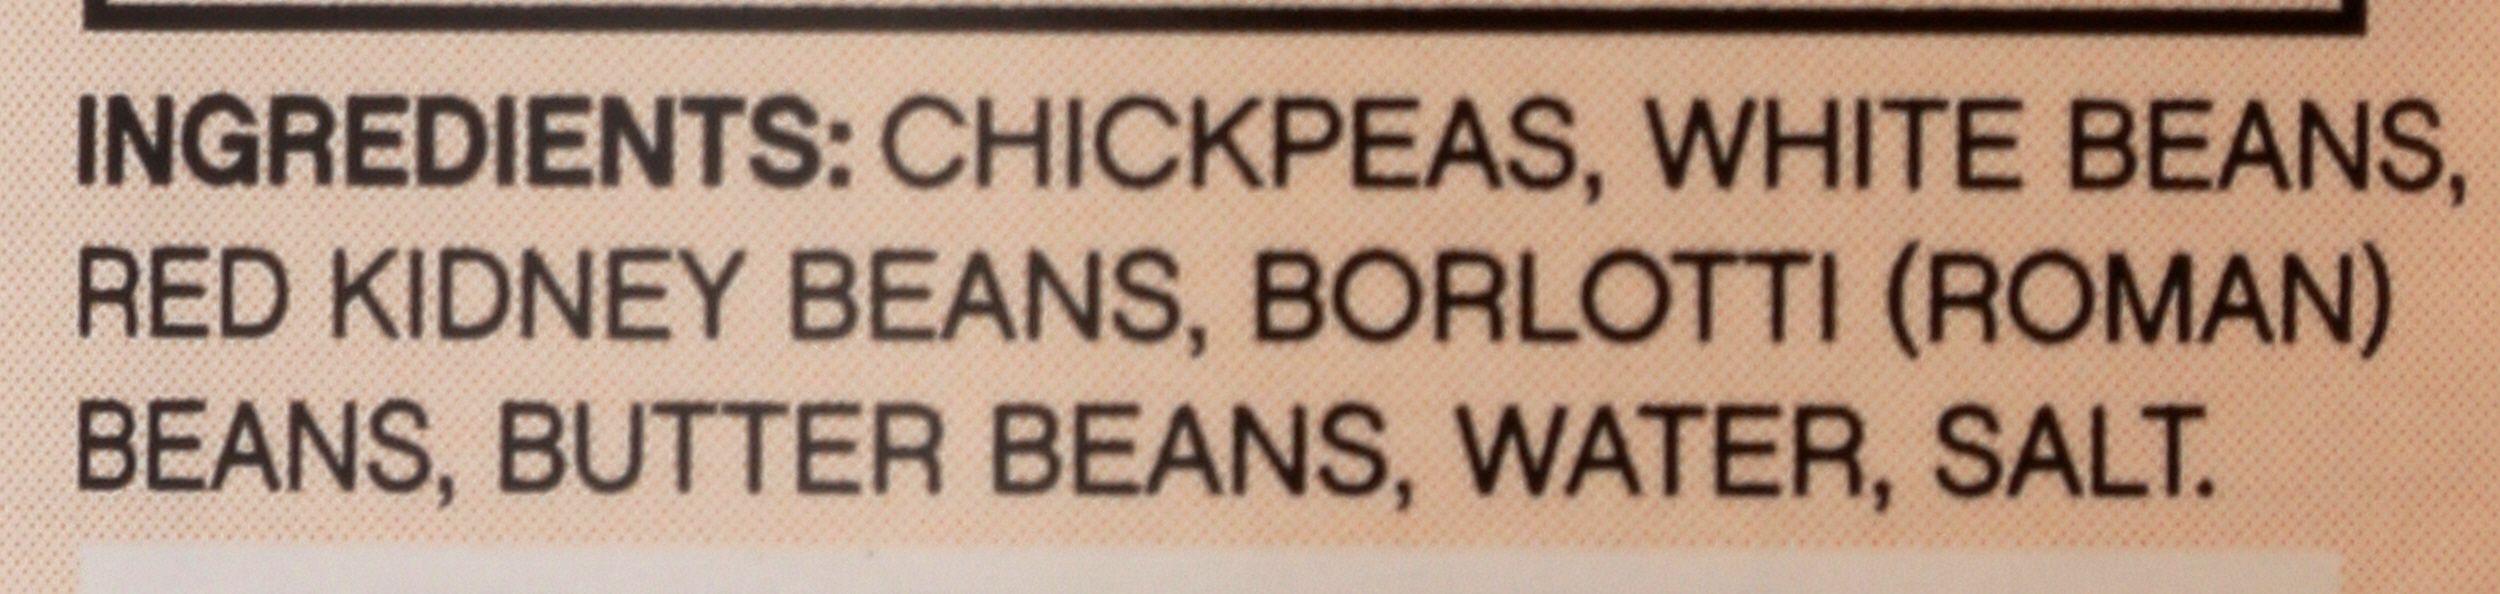 INGREDIENTS: CHICKPEAS, WHITE BEANS,
RED KIDNEY BEANS, BORLOTTI (ROMAN)
BEANS, BUTTER BEANS, WATER, SALT.